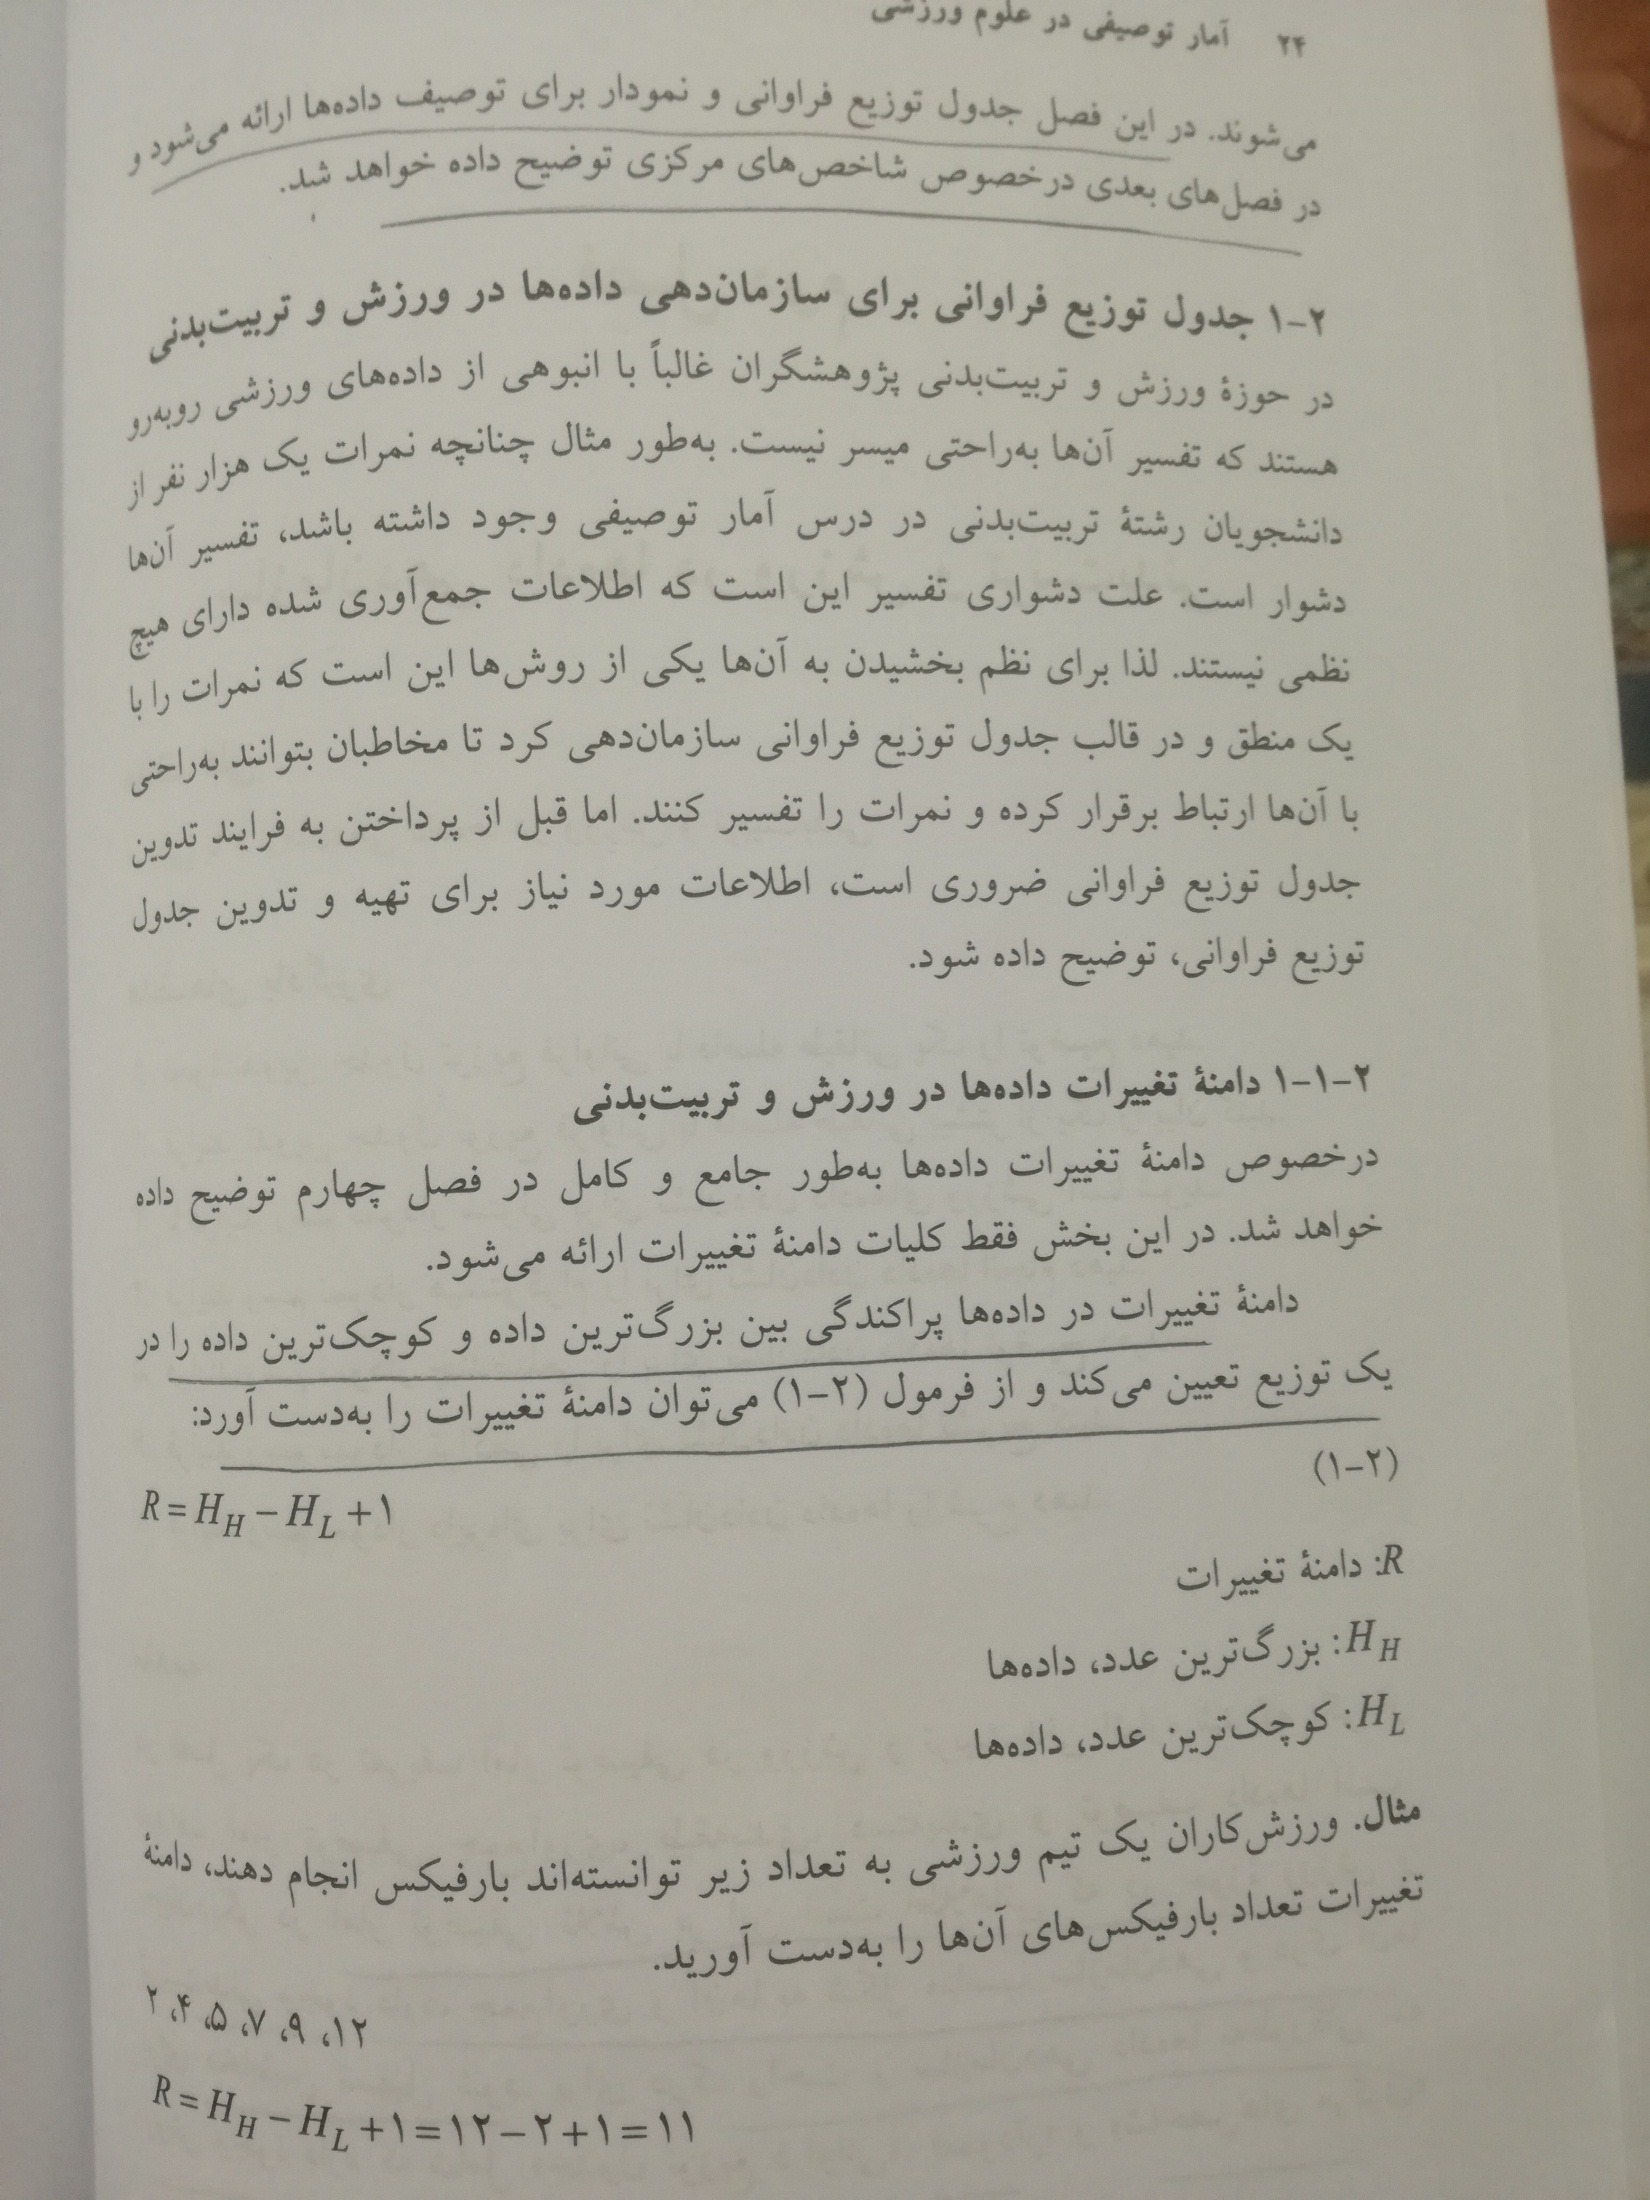 ۲۴ آمار توصیفی در علوم ورزشی
می‌شوند. در این فصل جدول توزیع فراوانی و نمودار برای توصیف داده‌ها ارائه می‌شود و
در فصل‌های بعدی درخصوص شاخص‌های مرکزی توضیح داده خواهد شد.
۲-۱ جدول توزیع فراوانی برای سازمان‌دهی داده‌ها در ورزش و تربیت‌بدنی
در حوزهٔ ورزش و تربیت‌بدنی پژوهشگران غالباً با انبوهی از داده‌های ورزشی روبه‌رو
هستند که تفسیر آن‌ها به‌راحتی میسر نیست. به‌طور مثال چنانچه نمرات یک هزار نفر از
دانشجویان رشتهٔ تربیت‌بدنی در درس آمار توصیفی وجود داشته باشد، تفسیر آن‌ها
دشوار است. علت دشواری تفسیر این است که اطلاعات جمع‌آوری شده دارای هیچ
نظمی نیستند. لذا برای نظم بخشیدن به آن‌ها یکی از روش‌ها این است که نمرات را با
یک منطق و در قالب جدول توزیع فراوانی سازمان‌دهی کرد تا مخاطبان بتوانند به‌راحتی
با آن‌ها ارتباط برقرار کرده و نمرات را تفسیر کنند. اما قبل از پرداختن به فرایند تدوین
جدول توزیع فراوانی ضروری است، اطلاعات مورد نیاز برای تهیه و تدوین جدول
توزیع فراوانی، توضیح داده شود.
۲-۱-۱ دامنهٔ تغییرات داده‌ها در ورزش و تربیت‌بدنی
درخصوص دامنهٔ تغییرات داده‌ها به‌طور جامع و کامل در فصل چهارم توضیح داده
خواهد شد. در این بخش فقط کلیات دامنهٔ تغییرات ارائه می‌شود.
دامنهٔ تغییرات در داده‌ها پراکندگی بین بزرگ‌ترین داده و کوچک‌ترین داده را در
یک توزیع تعیین می‌کند و از فرمول (۲-۱) می‌توان دامنهٔ تغییرات را به‌دست آورد:
(۲-۱)
R = H_H − H_L + ۱
R: دامنهٔ تغییرات
H_H: بزرگ‌ترین عدد، داده‌ها
H_L: کوچک‌ترین عدد، داده‌ها
مثال. ورزش‌کاران یک تیم ورزشی به تعداد زیر توانسته‌اند بارفیکس انجام دهند، دامنهٔ
تغییرات تعداد بارفیکس‌های آن‌ها را به‌دست آورید.
۱۲، ۹، ۷، ۵، ۴، ۲
R = H_H − H_L + ۱ = ۱۲ − ۲ + ۱ = ۱۱